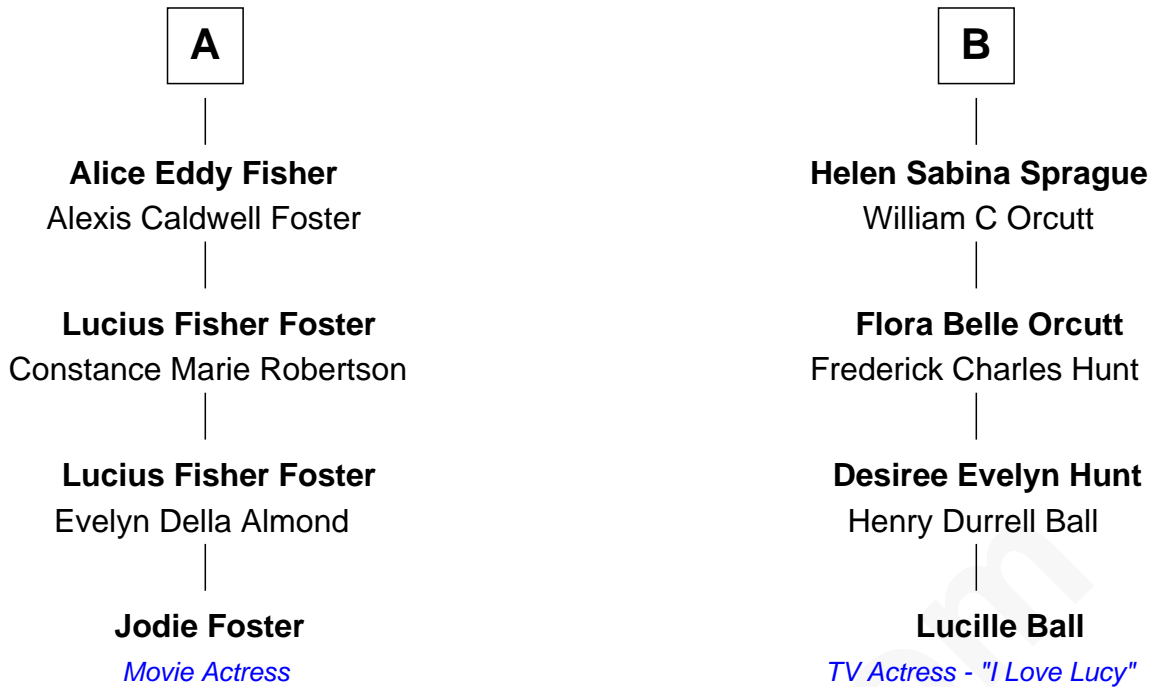 A
B
Alice Eddy Fisher
Helen Sabina Sprague
Alexis Caldwell Foster
William C Orcutt
Lucius Fisher Foster
Flora Belle Orcutt
Constance Marie Robertson
Frederick Charles Hunt
Lucius Fisher Foster
Desiree Evelyn Hunt
Evelyn Della Almond
Henry Durrell Ball
Jodie Foster
Lucille Ball
Movie Actress
TV Actress - "I Love Lucy"